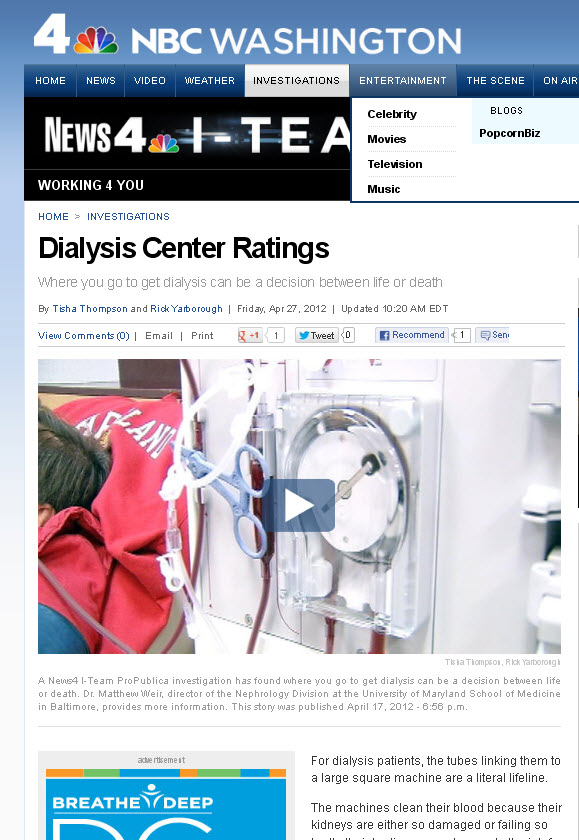 4 NBC WASHINGTON
HOME NEWS VIDEO WEATHER INVESTIGATIONS ENTERTAINMENT THE SCENE ON AIR
Celebrity
Movies
Television
Music
BLOGS
PopcornBiz
NEWS4 I-TEA
WORKING 4 YOU
HOME > INVESTIGATIONS
Dialysis Center Ratings
Where you go to get dialysis can be a decision between life or death
By Tisha Thompson and Rick Yarborough | Friday, Apr 27, 2012 | Updated 10:20 AM EDT
View Comments (0) | Email | Print +1 1 Tweet 0 Recommend 1 Sen
RYLAND
Tisha Thompson, Rick Yarborough
A News4 I-Team ProPublica investigation has found where you go to get dialysis can be a decision between life
or death. Dr. Matthew Weir, director of the Nephrology Division at the University of Maryland School of Medicine
in Baltimore, provides more information. This story was published April 17, 2012 - 6:56 p.m.
advertisement
BREATHE DEEP
DC
For dialysis patients, the tubes linking them to
a large square machine are a literal lifeline.
The machines clean their blood because their
kidneys are either so damaged or failing so